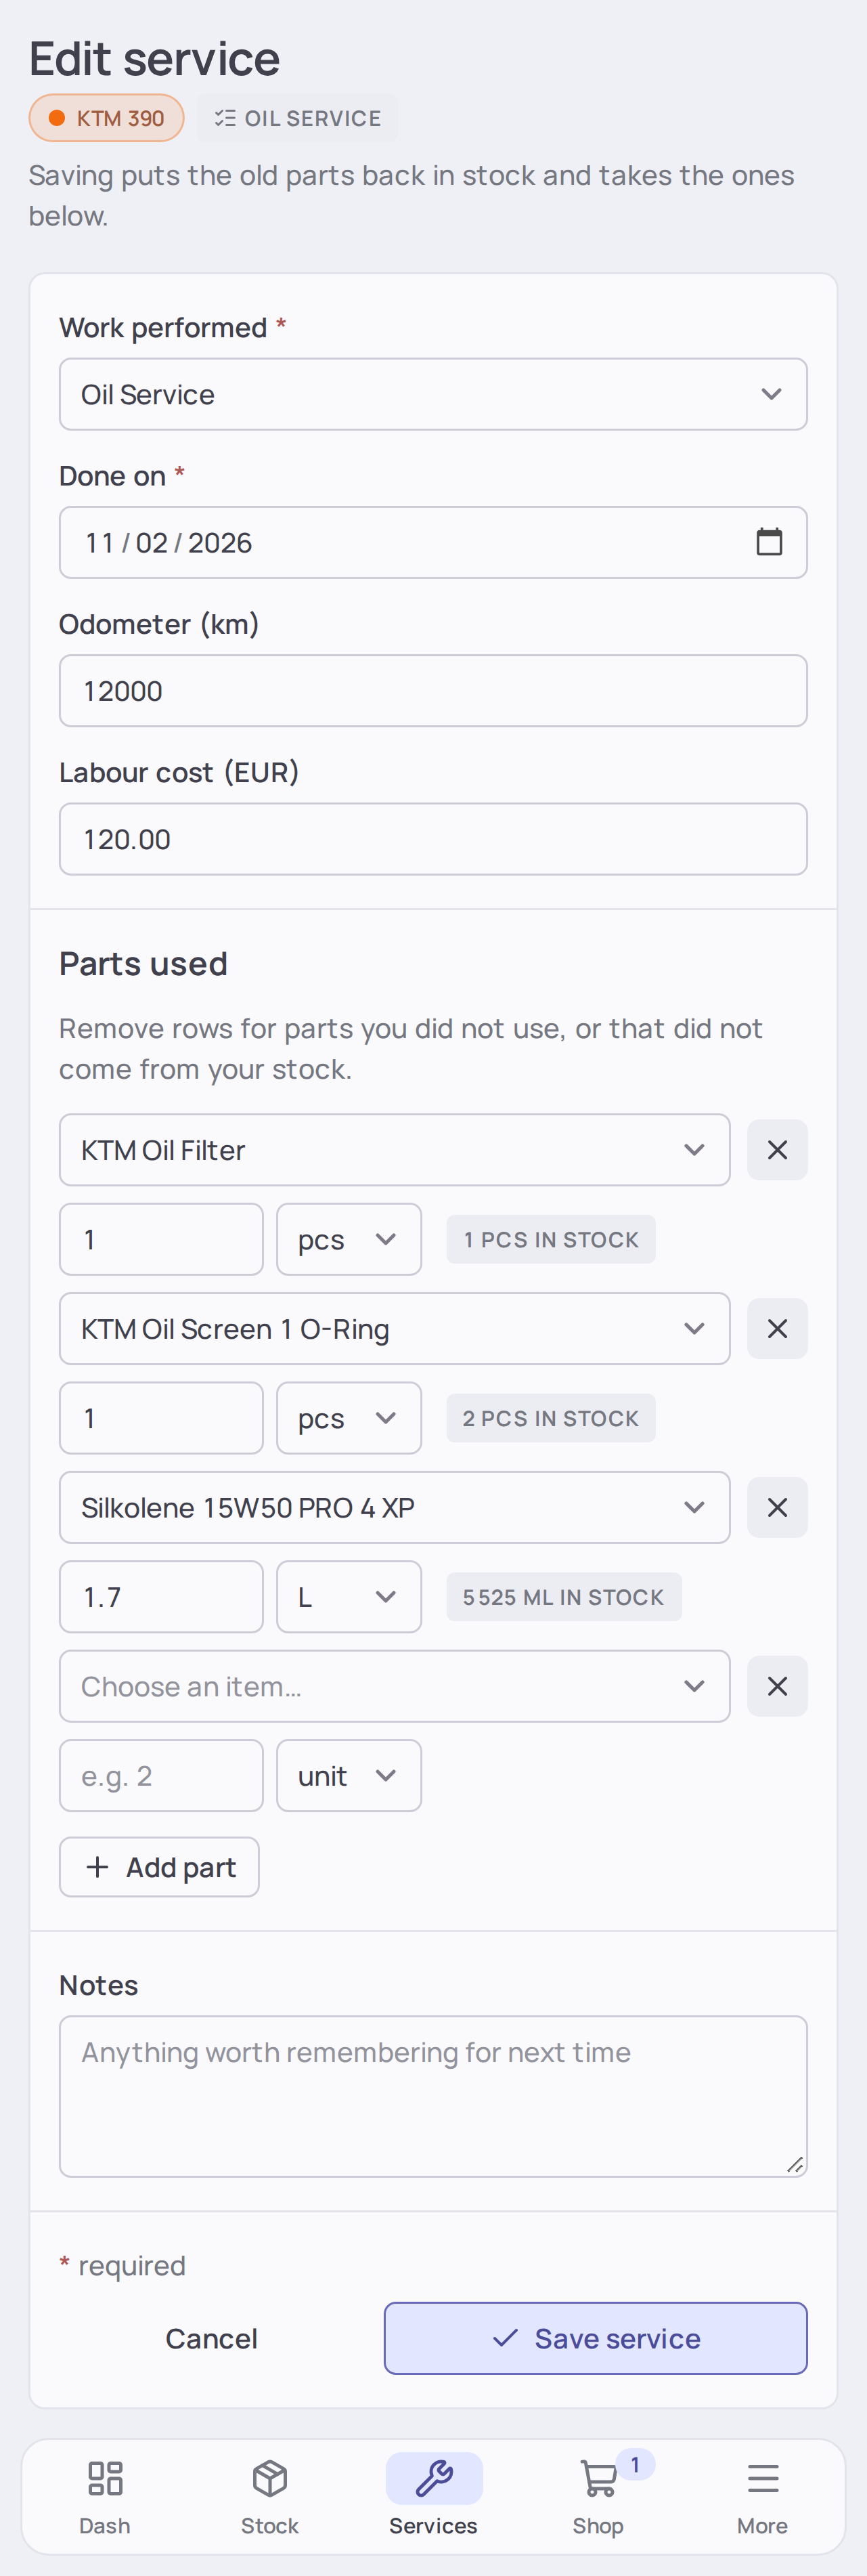 Edit service
KTM 390
OIL SERVICE
Saving puts the old parts back in stock and takes the ones
below.
Work performed *
Oil Service
Done on *
11 / 02 / 2026
Odometer (km)
12000
Labour cost (EUR)
120.00
Parts used
Remove rows for parts you did not use, or that did not
come from your stock.
KTM Oil Filter
1 pcs 1 PCS IN STOCK
KTM Oil Screen 1 O-Ring
1 pcs 2 PCS IN STOCK
Silkolene 15W50 PRO 4 XP
1.7 L 5 525 ML IN STOCK
Choose an item…
e.g. 2 unit
Add part
Notes
Anything worth remembering for next time
* required
Cancel Save service
1
Dash Stock Services Shop More